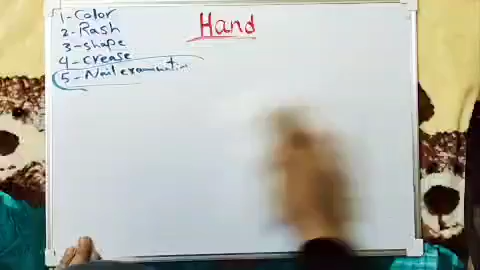 Hand
1- Color
2- Rash
3- shape
4- crease
5- Nail examination